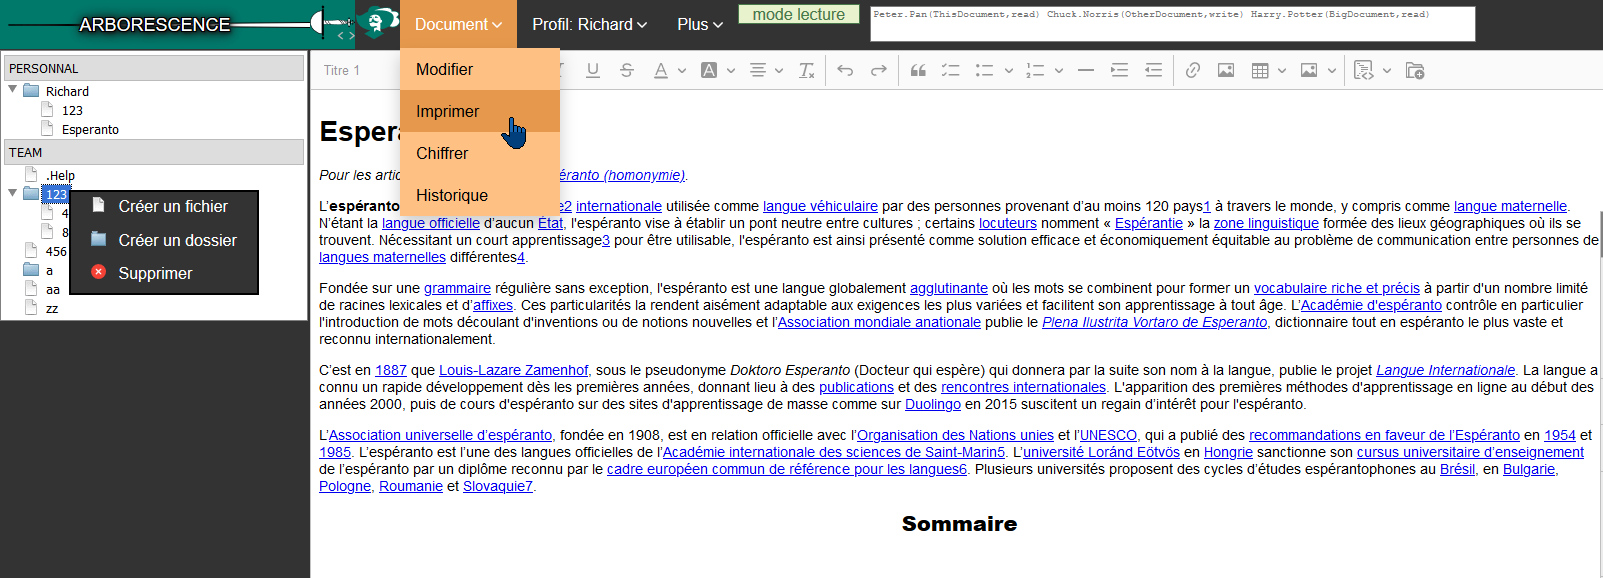 ARBORESCENCE
< >
Document
Profil: Richard
Plus
mode lecture
Peter.Pan(ThisDocument,read) Chuck.Norris(OtherDocument,write) Harry.Potter(BigDocument,read)
PERSONNAL
Richard
123
Esperanto
TEAM
.Help
123
4
8
456
a
aa
zz
Créer un fichier
Créer un dossier
Supprimer
Modifier
Imprimer
Chiffrer
Historique
Titre 1
Esper
Pour les artic éranto (homonymie).
L’espéranto e2 internationale utilisée comme langue véhiculaire par des personnes provenant d’au moins 120 pays1 à travers le monde, y compris comme langue maternelle.
N’étant la langue officielle d’aucun État, l'espéranto vise à établir un pont neutre entre cultures ; certains locuteurs nomment « Espérantie » la zone linguistique formée des lieux géographiques où ils se
trouvent. Nécessitant un court apprentissage3 pour être utilisable, l'espéranto est ainsi présenté comme solution efficace et économiquement équitable au problème de communication entre personnes de
langues maternelles différentes4.
Fondée sur une grammaire régulière sans exception, l'espéranto est une langue globalement agglutinante où les mots se combinent pour former un vocabulaire riche et précis à partir d'un nombre limité
de racines lexicales et d’affixes. Ces particularités la rendent aisément adaptable aux exigences les plus variées et facilitent son apprentissage à tout âge. L’Académie d'espéranto contrôle en particulier
l'introduction de mots découlant d'inventions ou de notions nouvelles et l’Association mondiale anationale publie le Plena Ilustrita Vortaro de Esperanto, dictionnaire tout en espéranto le plus vaste et
reconnu internationalement.
C’est en 1887 que Louis-Lazare Zamenhof, sous le pseudonyme Doktoro Esperanto (Docteur qui espère) qui donnera par la suite son nom à la langue, publie le projet Langue Internationale. La langue a
connu un rapide développement dès les premières années, donnant lieu à des publications et des rencontres internationales. L'apparition des premières méthodes d'apprentissage en ligne au début des
années 2000, puis de cours d'espéranto sur des sites d'apprentissage de masse comme sur Duolingo en 2015 suscitent un regain d’intérêt pour l'espéranto.
L’Association universelle d’espéranto, fondée en 1908, est en relation officielle avec l’Organisation des Nations unies et l’UNESCO, qui a publié des recommandations en faveur de l’Espéranto en 1954 et
1985. L’espéranto est l’une des langues officielles de l’Académie internationale des sciences de Saint-Marin5. L’université Loránd Eötvös en Hongrie sanctionne son cursus universitaire d’enseignement
de l’espéranto par un diplôme reconnu par le cadre européen commun de référence pour les langues6. Plusieurs universités proposent des cycles d’études espérantophones au Brésil, en Bulgarie,
Pologne, Roumanie et Slovaquie7.
Sommaire